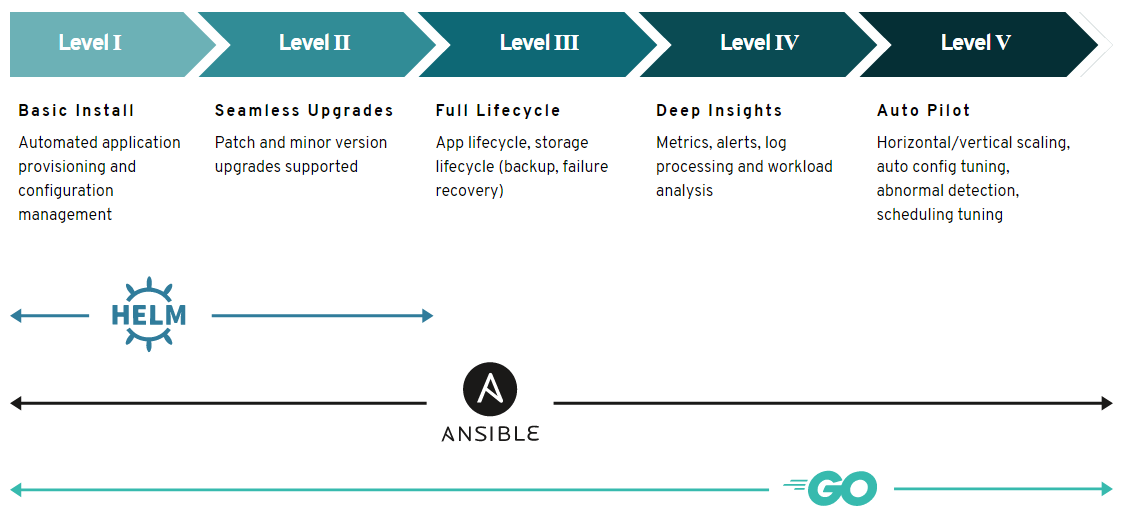 Level I
Level II
Level III
Level IV
Level V
Basic Install
Automated application
provisioning and
configuration
management
Seamless Upgrades
Patch and minor version
upgrades supported
Full Lifecycle
App lifecycle, storage
lifecycle (backup, failure
recovery)
Deep Insights
Metrics, alerts, log
processing and workload
analysis
Auto Pilot
Horizontal/vertical scaling,
auto config tuning,
abnormal detection,
scheduling tuning
HELM
ANSIBLE
GO